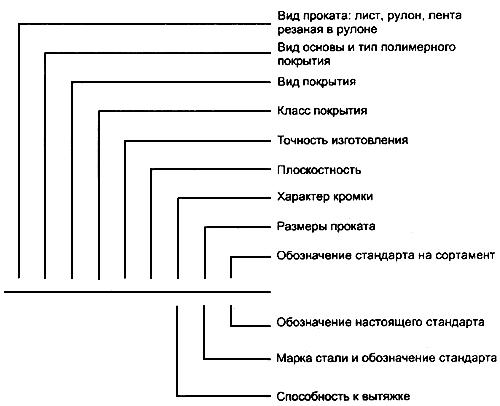 Вид проката: лист, рулон, лента
резаная в рулоне
Вид основы и тип полимерного
покрытия
Вид покрытия
Класс покрытия
Точность изготовления
Плоскостность
Характер кромки
Размеры проката
Обозначение стандарта на сортамент
Обозначение настоящего стандарта
Марка стали и обозначение стандарта
Способность к вытяжке